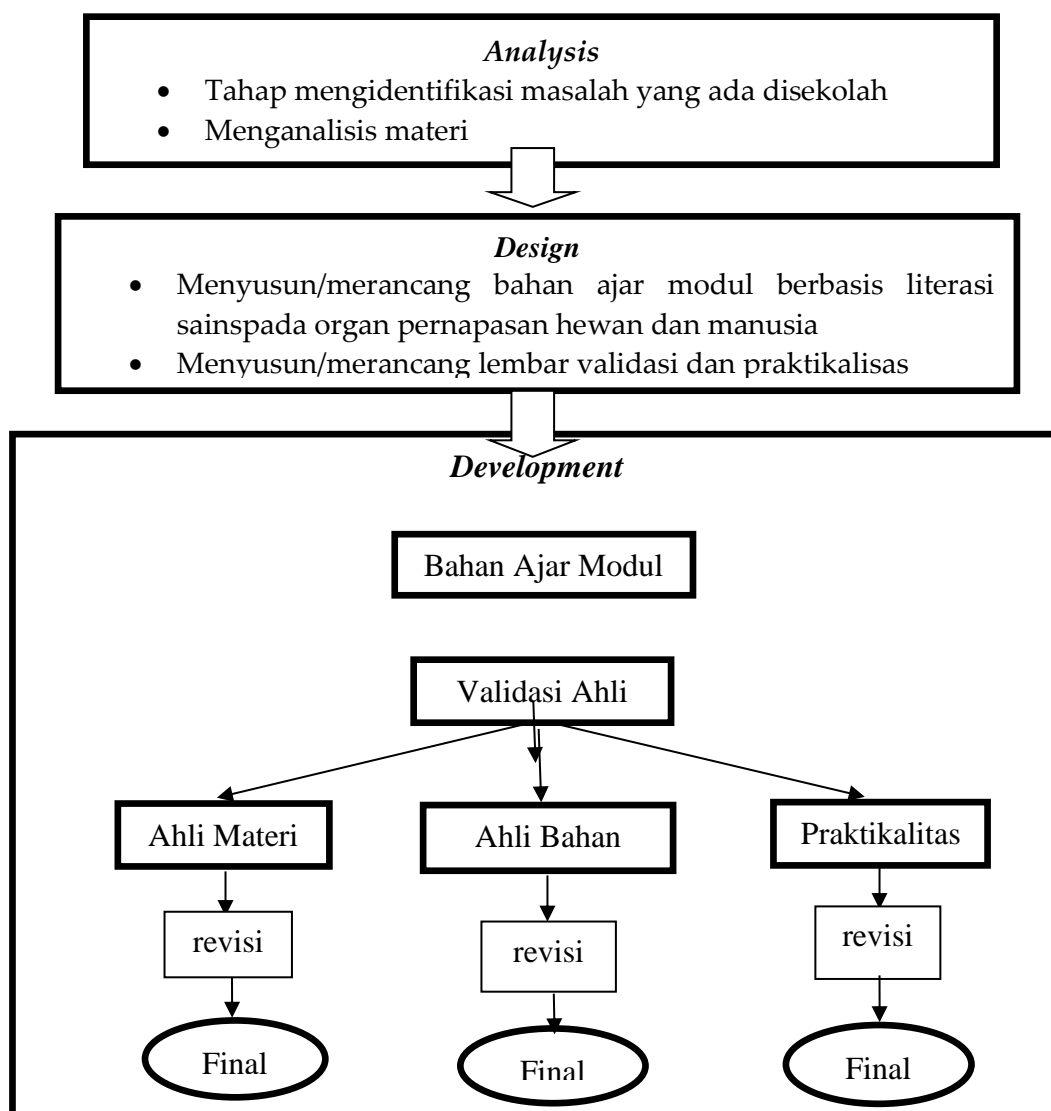 Analysis
• Tahap mengidentifikasi masalah yang ada disekolah
• Menganalisis materi
Design
• Menyusun/merancang bahan ajar modul berbasis literasi
sainspada organ pernapasan hewan dan manusia
• Menyusun/merancang lembar validasi dan praktikalisas
Development
Bahan Ajar Modul
Validasi Ahli
Ahli Materi
Ahli Bahan
Praktikalitas
revisi
revisi
revisi
Final
Final
Final